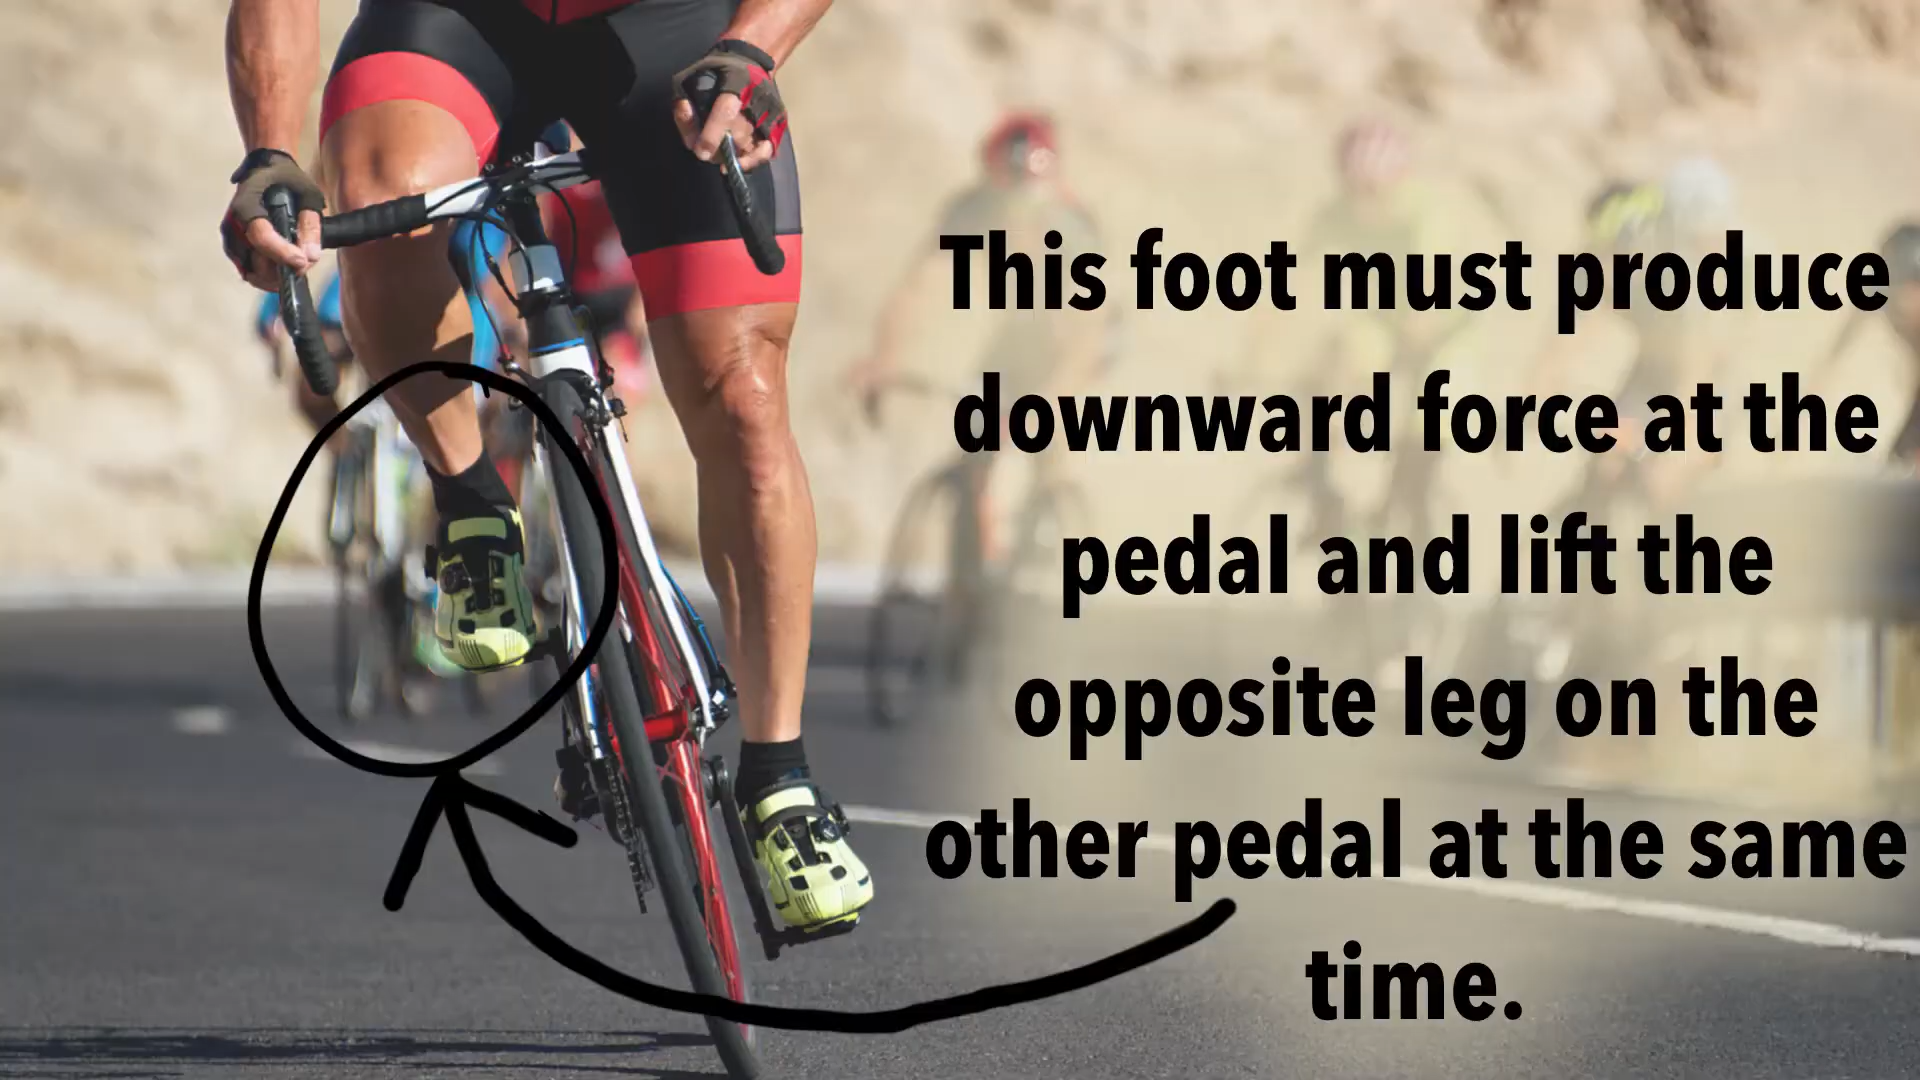 This foot must produce
downward force at the
pedal and lift the
opposite leg on the
other pedal at the same
time.